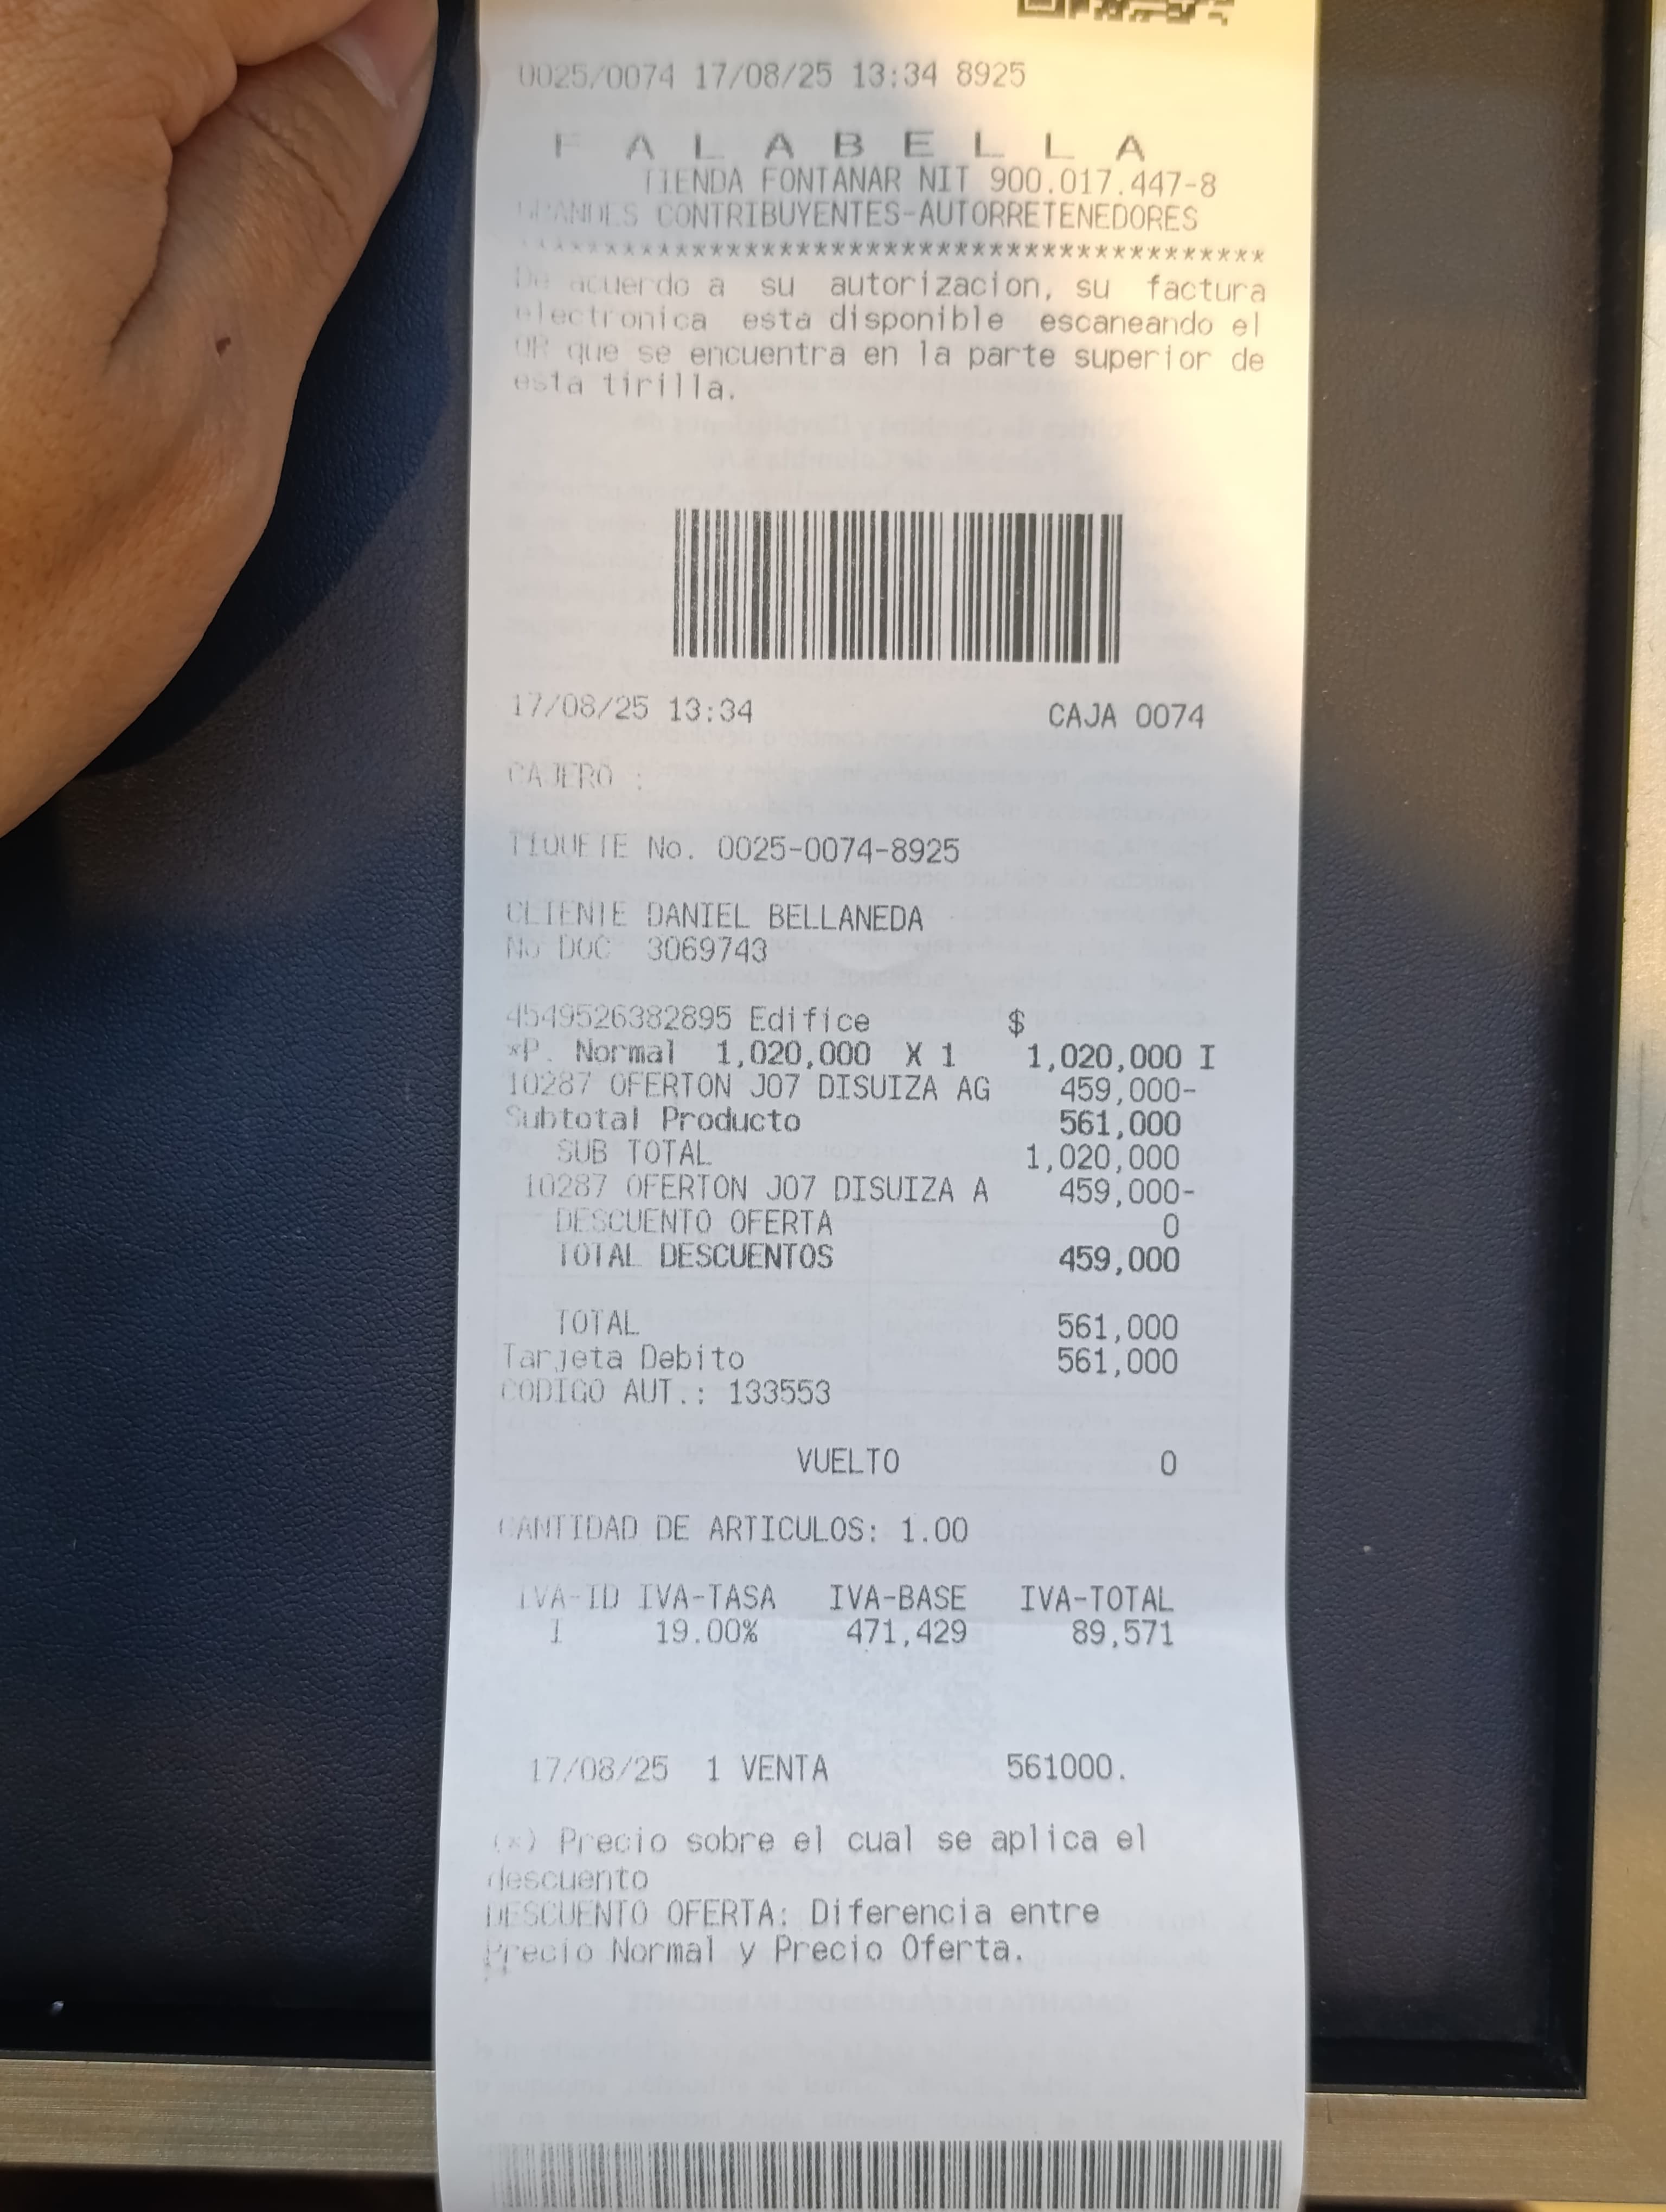 0025/0074 17/08/25 13:34 8925
F A L A B E L L A
TIENDA FONTANAR NIT 900.017.447-8
GRANDES CONTRIBUYENTES-AUTORRETENEDORES
******************************************
De acuerdo a su autorizacion, su factura
electronica esta disponible escaneando el
QR que se encuentra en la parte superior de
esta tirilla.
17/08/25 13:34 CAJA 0074
CAJERO :
TIQUETE No. 0025-0074-8925
CLIENTE DANIEL BELLANEDA
No DOC 3069743
4549526382895 Edifice $
*P. Normal 1,020,000 X 1 1,020,000 I
10287 OFERTON J07 DISUIZA AG 459,000-
Subtotal Producto 561,000
SUB TOTAL 1,020,000
10287 OFERTON J07 DISUIZA A 459,000-
DESCUENTO OFERTA 0
TOTAL DESCUENTOS 459,000
TOTAL 561,000
Tarjeta Debito 561,000
CODIGO AUT.: 133553
VUELTO 0
CANTIDAD DE ARTICULOS: 1.00
IVA-ID IVA-TASA IVA-BASE IVA-TOTAL
I 19.00% 471,429 89,571
17/08/25 1 VENTA 561000.
(*) Precio sobre el cual se aplica el
descuento
DESCUENTO OFERTA: Diferencia entre
Precio Normal y Precio Oferta.